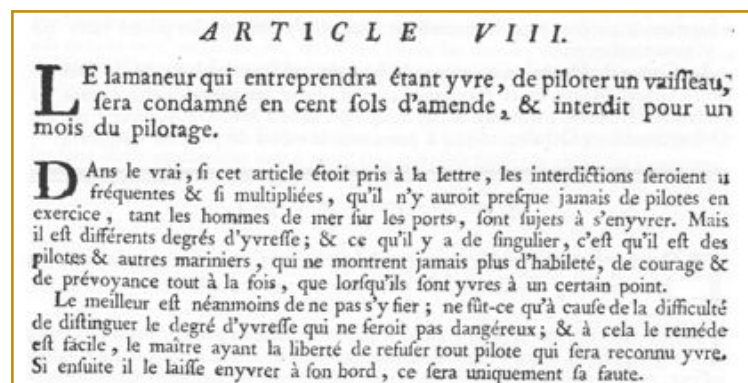 ARTICLE VIII.
LE lamaneur qui entreprendra étant yvre, de piloter un vaisseau,
sera condamné en cent sols d'amende, & interdit pour un
mois du pilotage.
DAns le vrai, si cet article étoit pris à la lettre, les interdictions seroient si
fréquentes & si multipliées, qu'il n'y auroit presque jamais de pilotes en
exercice, tant les hommes de mer sur les ports, sont sujets à s'enyvrer. Mais
il est différents degrés d'yvresse; & ce qu'il y a de singulier, c'est qu'il est des
pilotes & autres mariniers, qui ne montrent jamais plus d'habileté, de courage &
de prévoyance tout à la fois, que lorsqu'ils sont yvres à un certain point.
Le meilleur est néanmoins de ne pas s'y fier; ne fût-ce qu'à cause de la difficulté
de distinguer le degré d'yvresse qui ne seroit pas dangéreux; & à cela le reméde
est facile, le maître ayant la liberté de refuser tout pilote qui sera reconnu yvre.
Si ensuite il le laisse enyvrer à son bord, ce sera uniquement sa faute.